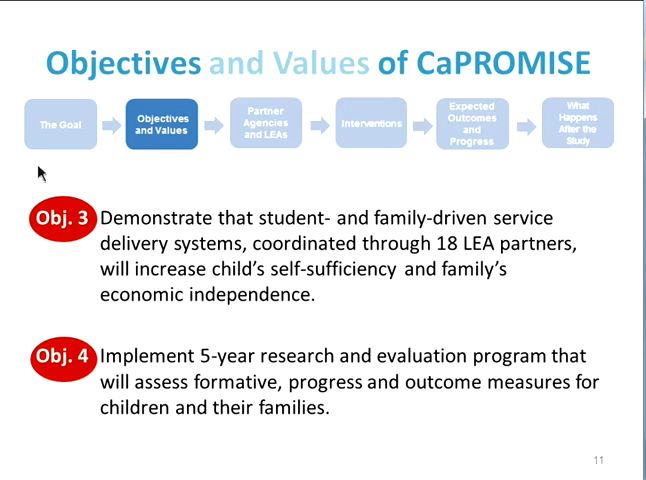 Objectives and Values of CaPROMISE
The Goal
Objectives
and Values
Partner
Agencies
and LEAs
Interventions
Expected
Outcomes
and
Progress
What
Happens
After the
Study
Obj. 3
Demonstrate that student- and family-driven service
delivery systems, coordinated through 18 LEA partners,
will increase child’s self-sufficiency and family’s
economic independence.
Obj. 4
Implement 5-year research and evaluation program that
will assess formative, progress and outcome measures for
children and their families.
11